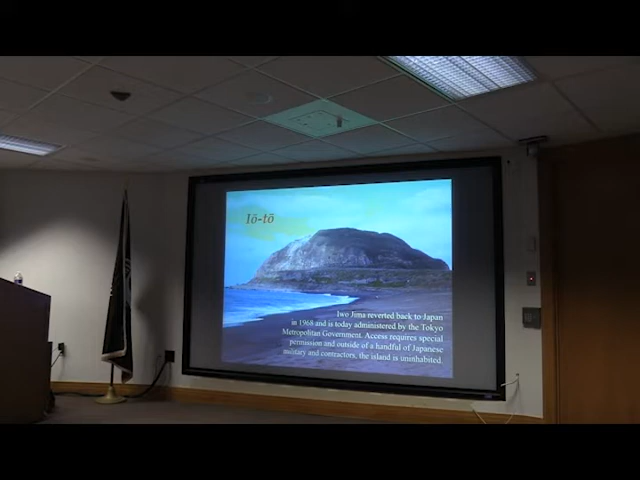 Iō-tō
Iwo Jima reverted back to Japan
in 1968 and is today administered by the Tokyo
Metropolitan Government. Access requires special
permission and outside of a handful of Japanese
military and contractors, the island is uninhabited.